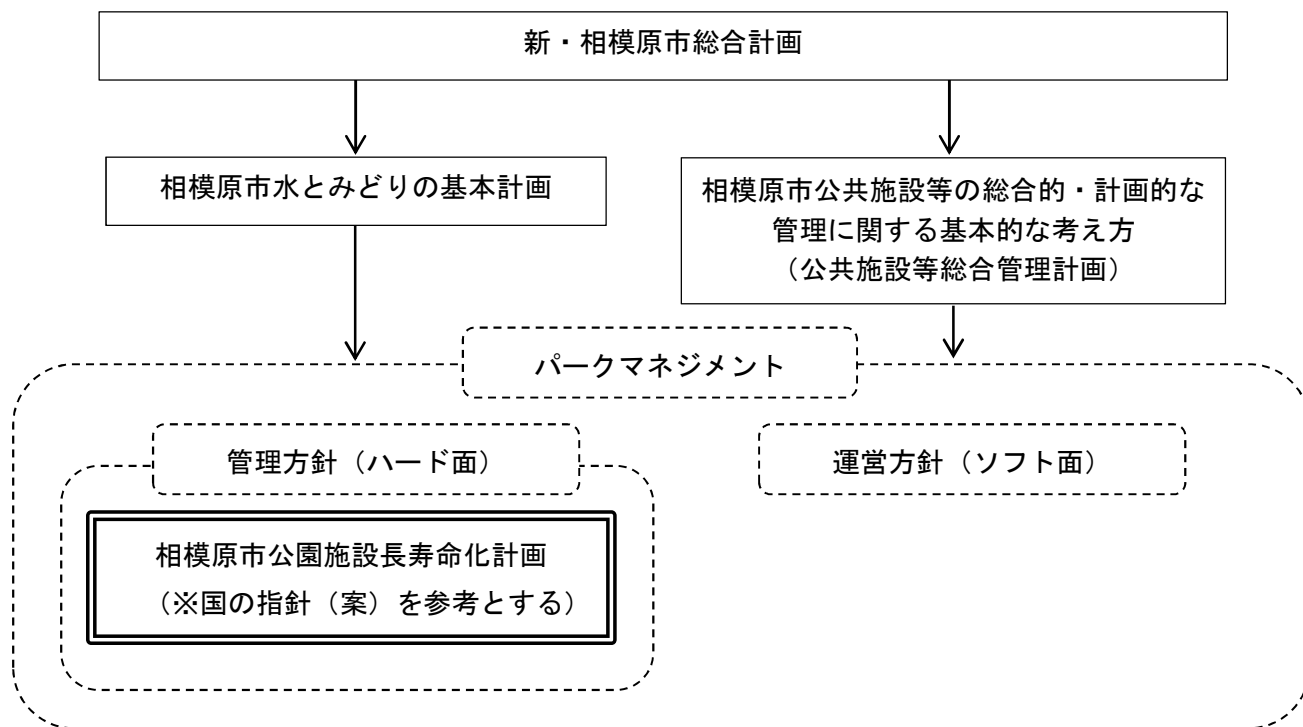 新・相模原市総合計画
相模原市水とみどりの基本計画
相模原市公共施設等の総合的・計画的な
管理に関する基本的な考え方
（公共施設等総合管理計画）
パークマネジメント
管理方針（ハード面）
運営方針（ソフト面）
相模原市公園施設長寿命化計画
（※国の指針（案）を参考とする）